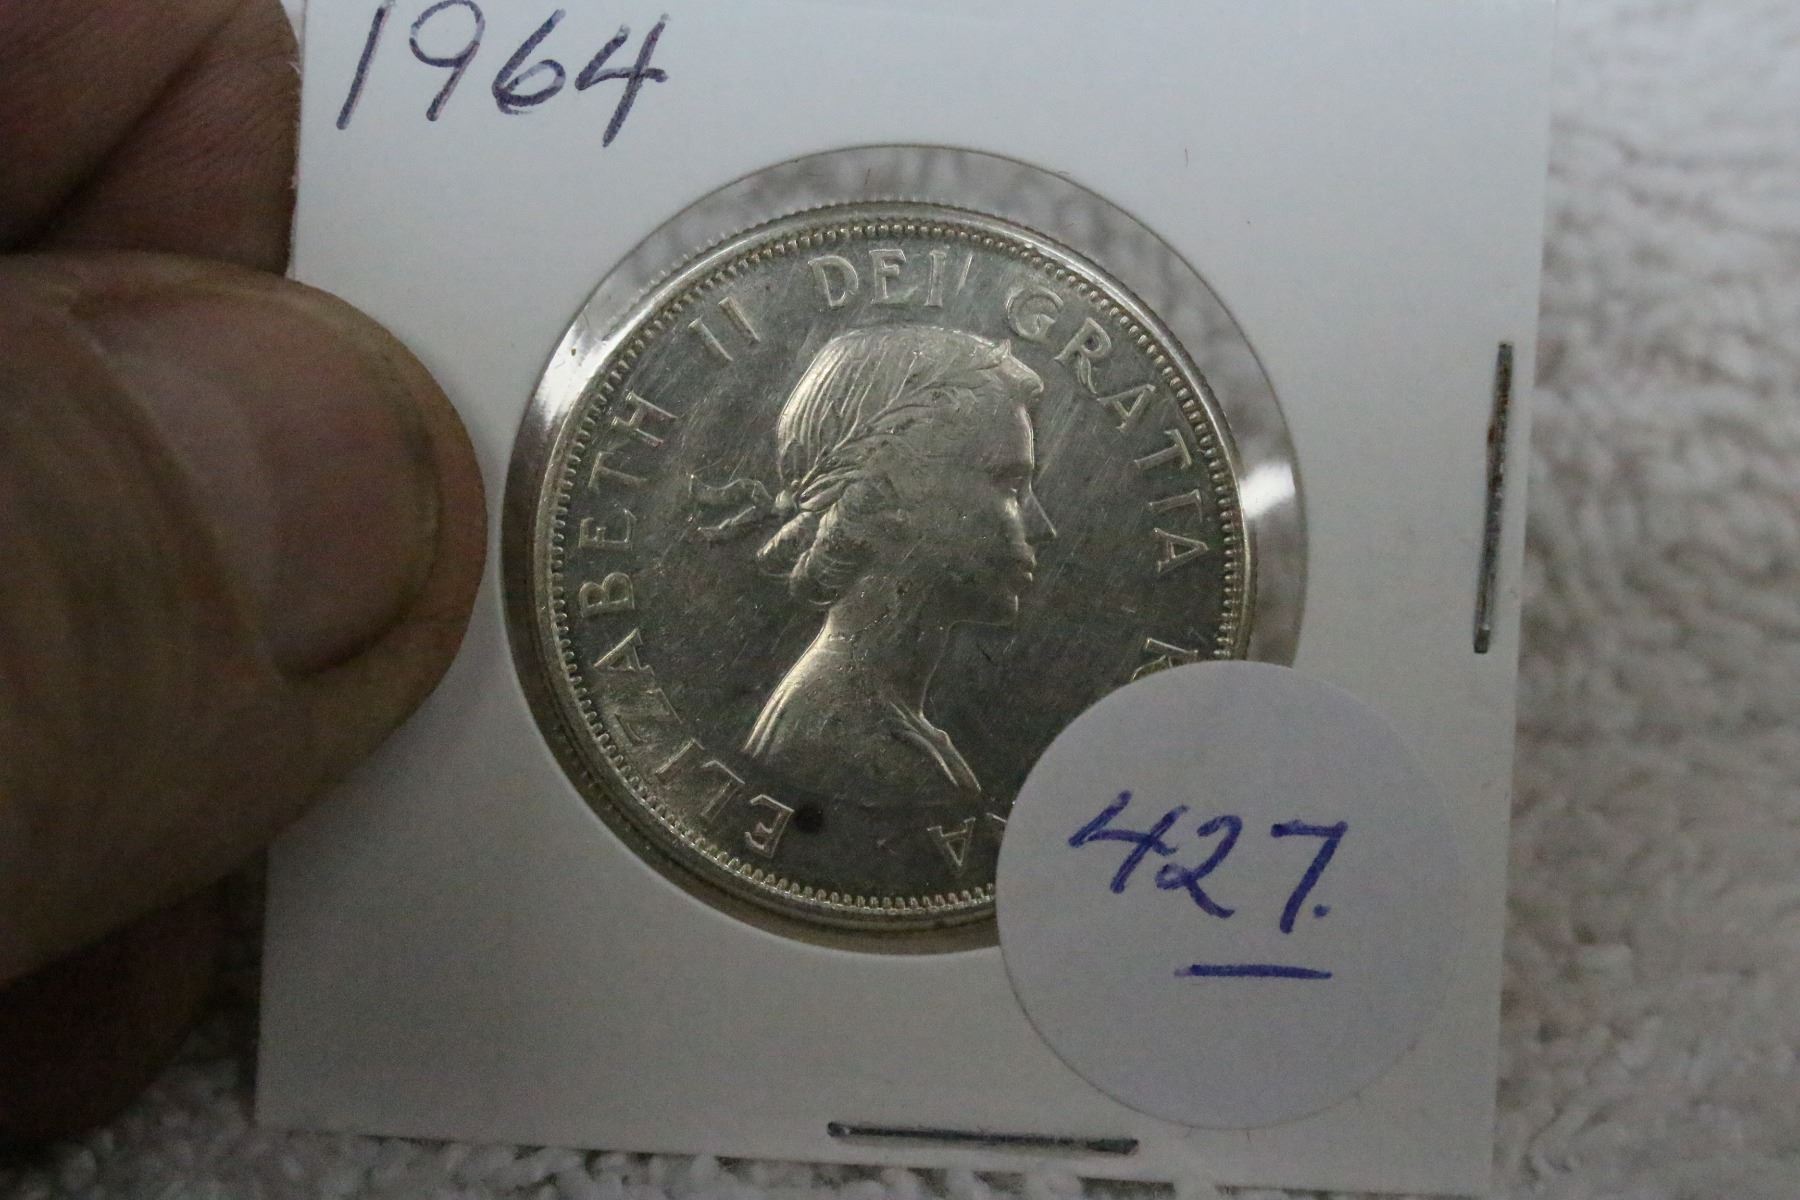 1964
ELIZABETH II DEI GRATIA
427.